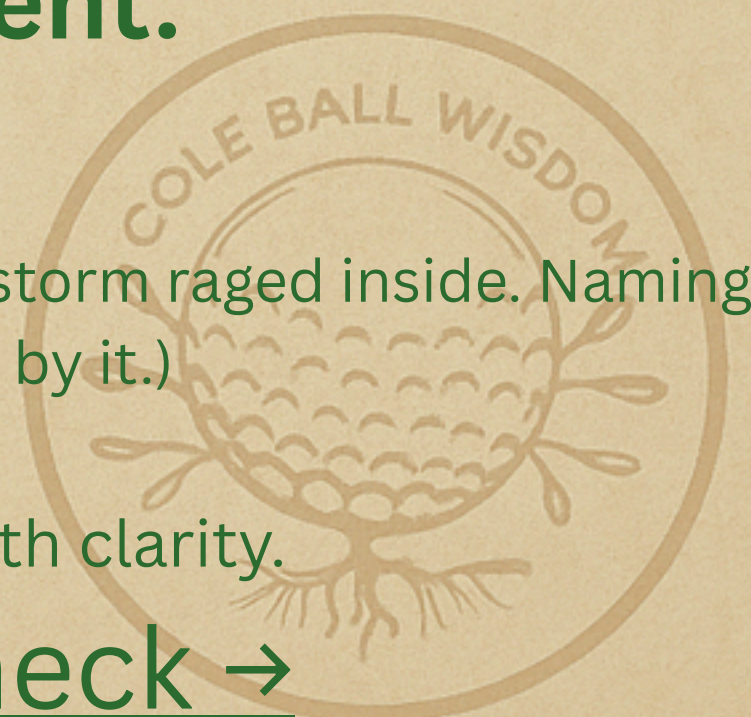 ent.
COLE BALL WISDOM
storm raged inside. Naming
by it.)
th clarity.
eck →